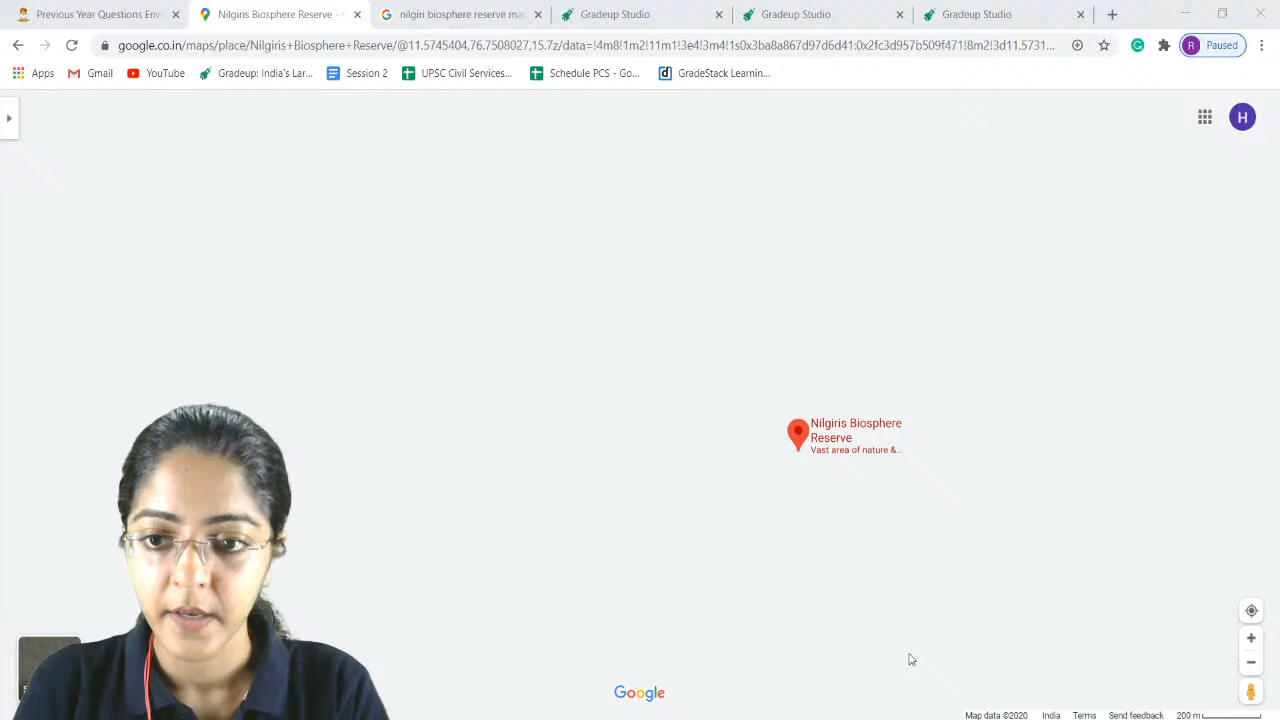 Previous Year Questions Envi
Nilgiris Biosphere Reserve -
nilgiri biosphere reserve ma
Gradeup Studio
Gradeup Studio
Gradeup Studio
google.co.in/maps/place/Nilgiris+Biosphere+Reserve/@11.5745404,76.7508027,15.7z/data=!4m8!1m2!11m1!3e4!3m4!1s0x3ba8a867d97d6d41:0x2fc3d957b509f471!8m2!3d11.5731...
R Paused
Apps
Gmail
YouTube
Gradeup: India's Lar...
Session 2
UPSC Civil Services...
Schedule PCS - Go...
GradeStack Learnin...
H
Nilgiris Biosphere
Reserve
Vast area of nature &...
Google
Map data ©2020 India Terms Send feedback 200 m